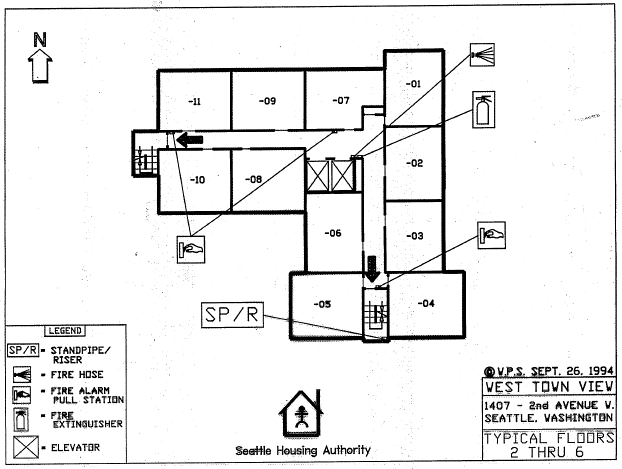 N
-01
-11
-09
-07
-02
-10
-08
-03
-06
-05
-04
SP/R
LEGEND
SP/R = STANDPIPE/
RISER
= FIRE HOSE
= FIRE ALARM
PULL STATION
= FIRE
EXTINGUISHER
= ELEVATOR
Seattle Housing Authority
© V.P.S. SEPT. 26, 1994
WEST TOWN VIEW
1407 - 2nd AVENUE W.
SEATTLE, WASHINGTON
TYPICAL FLOORS
2 THRU 6